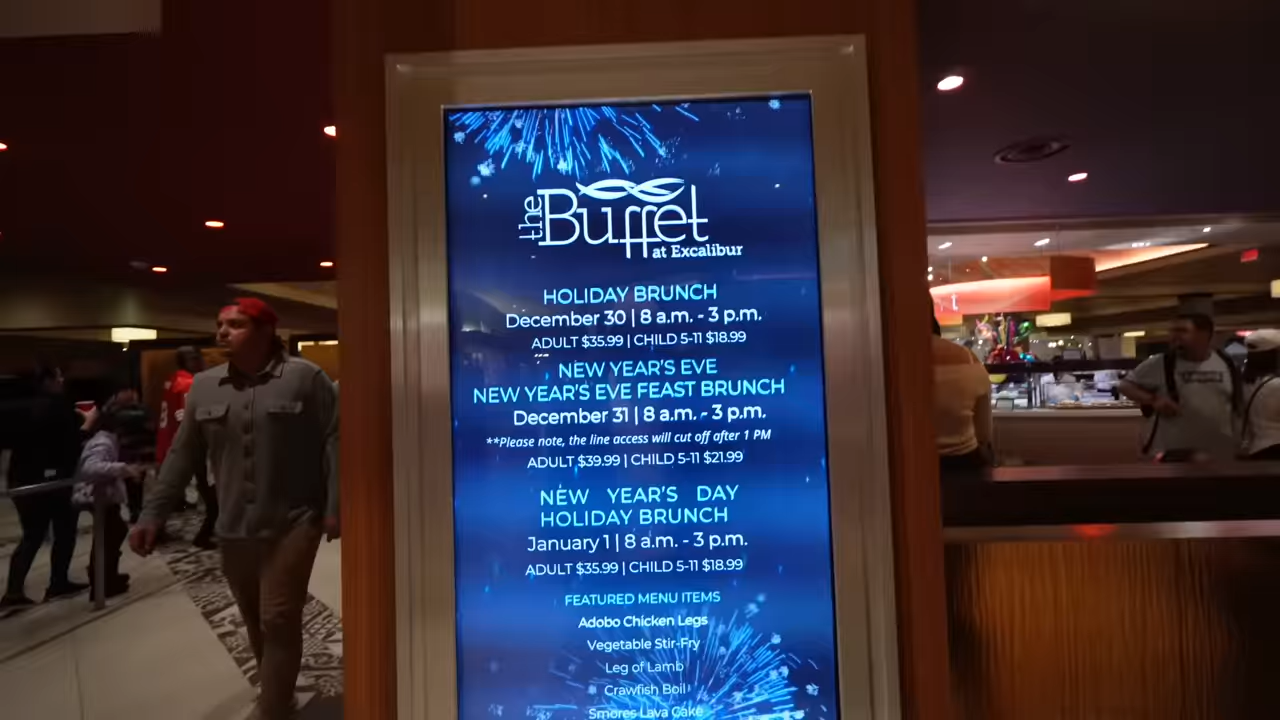 the Buffet
at Excalibur
HOLIDAY BRUNCH
December 30 | 8 a.m. - 3 p.m.
ADULT $35.99 | CHILD 5-11 $18.99
NEW YEAR'S EVE
NEW YEAR'S EVE FEAST BRUNCH
December 31 | 8 a.m. - 3 p.m.
**Please note, the line access will cut off after 1 PM
ADULT $39.99 | CHILD 5-11 $21.99
NEW YEAR'S DAY
HOLIDAY BRUNCH
January 1 | 8 a.m. - 3 p.m.
ADULT $35.99 | CHILD 5-11 $18.99
FEATURED MENU ITEMS
Adobo Chicken Legs
Vegetable Stir-Fry
Leg of Lamb
Crawfish Boil
Smores Lava Cake